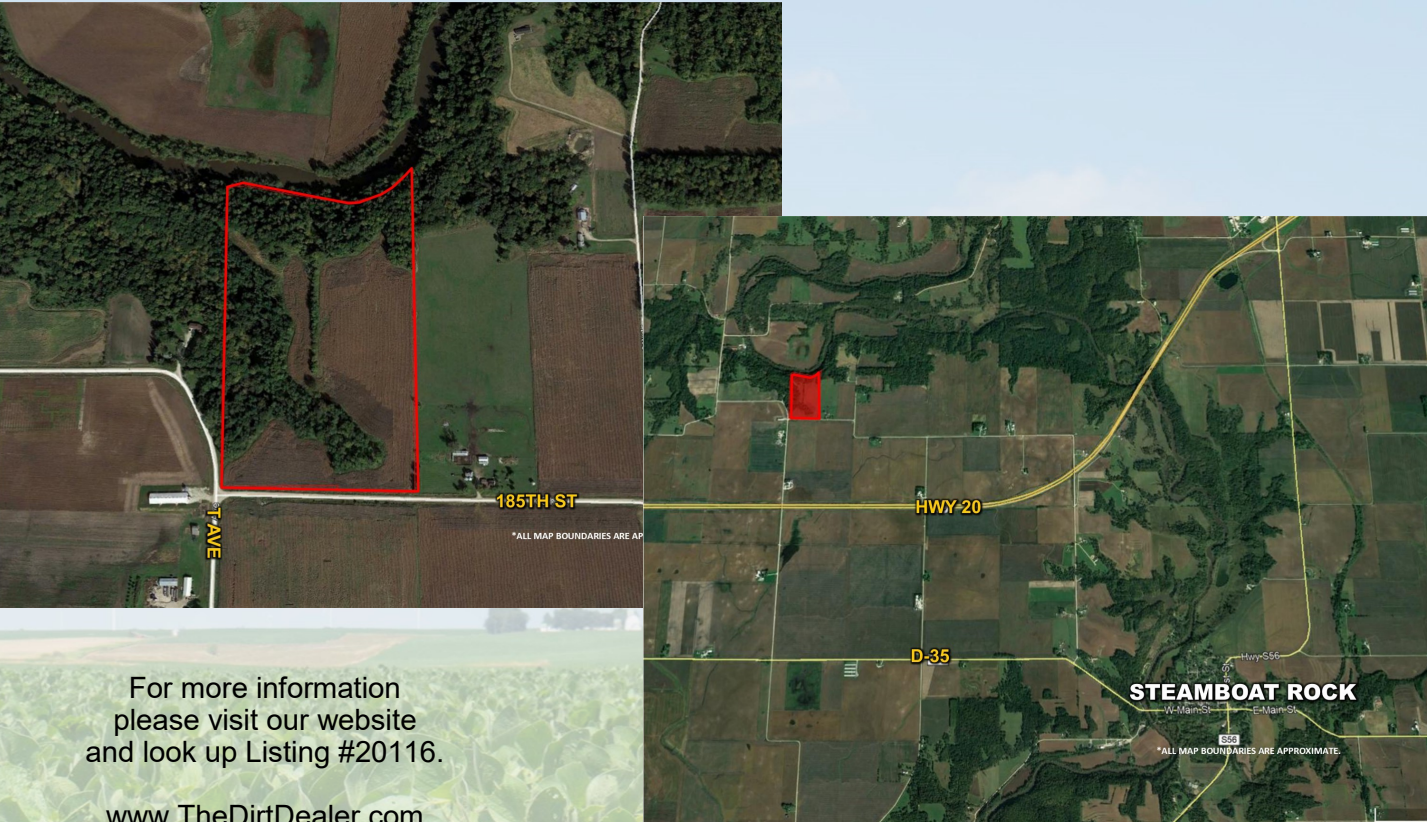 185TH ST
T AVE
*ALL MAP BOUNDARIES ARE AP
HWY 20
D-35
Hwy-S56
STEAMBOAT ROCK
W-Main-St
E-Main-St
S56
*ALL MAP BOUNDARIES ARE APPROXIMATE.
For more information
please visit our website
and look up Listing #20116.
www.TheDirtDealer.com